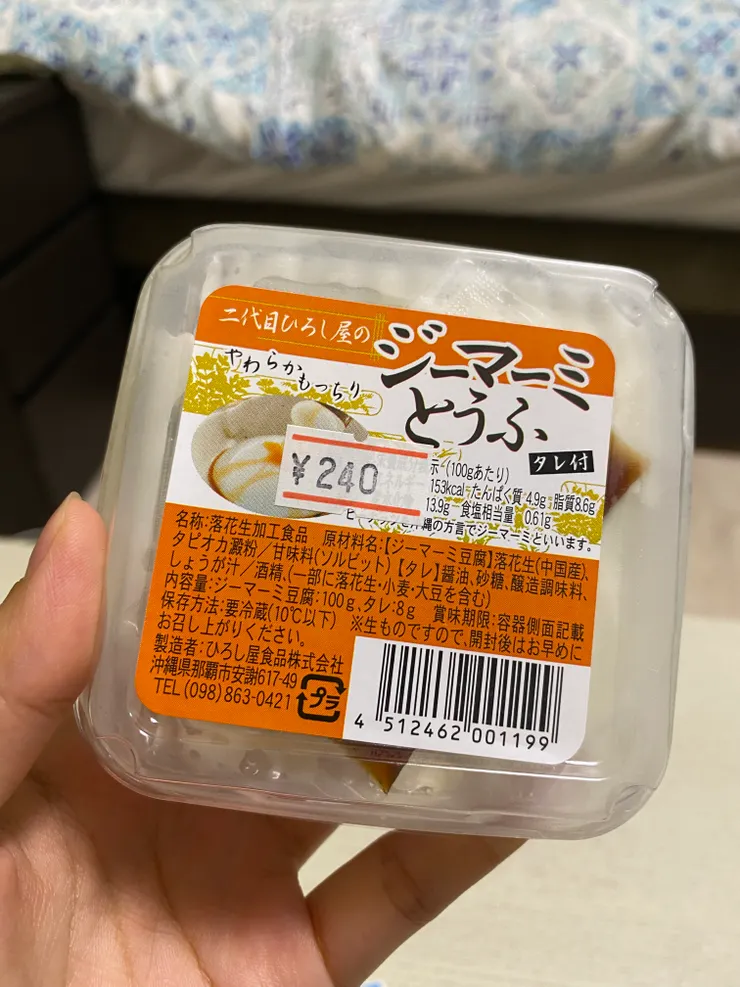 二代目ひろし屋の
ジーマーミ
とうふ
やわらか
もっちり
タレ付
¥240
示 (100gあたり)
153kcal たんぱく質 4.9g 脂質8.6g
13.9g 食塩相当量 0.61g
沖縄の方言でジーマーミといいます。
名称:落花生加工食品 原材料名:【ジーマーミ豆腐】落花生(中国産)、
タピオカ澱粉/甘味料(ソルビット)【タレ】醤油、砂糖、醸造調味料、
しょうが汁/酒精、(一部に落花生・小麦・大豆を含む)
内容量:ジーマーミ豆腐:100g、タレ:8g 賞味期限:容器側面記載
保存方法:要冷蔵(10℃以下) ※生ものですので、開封後はお早めに
お召し上がりください。
製造者:ひろし屋食品株式会社
沖縄県那覇市安謝617-49
TEL (098)863-0421
プラ
4 512462 001199